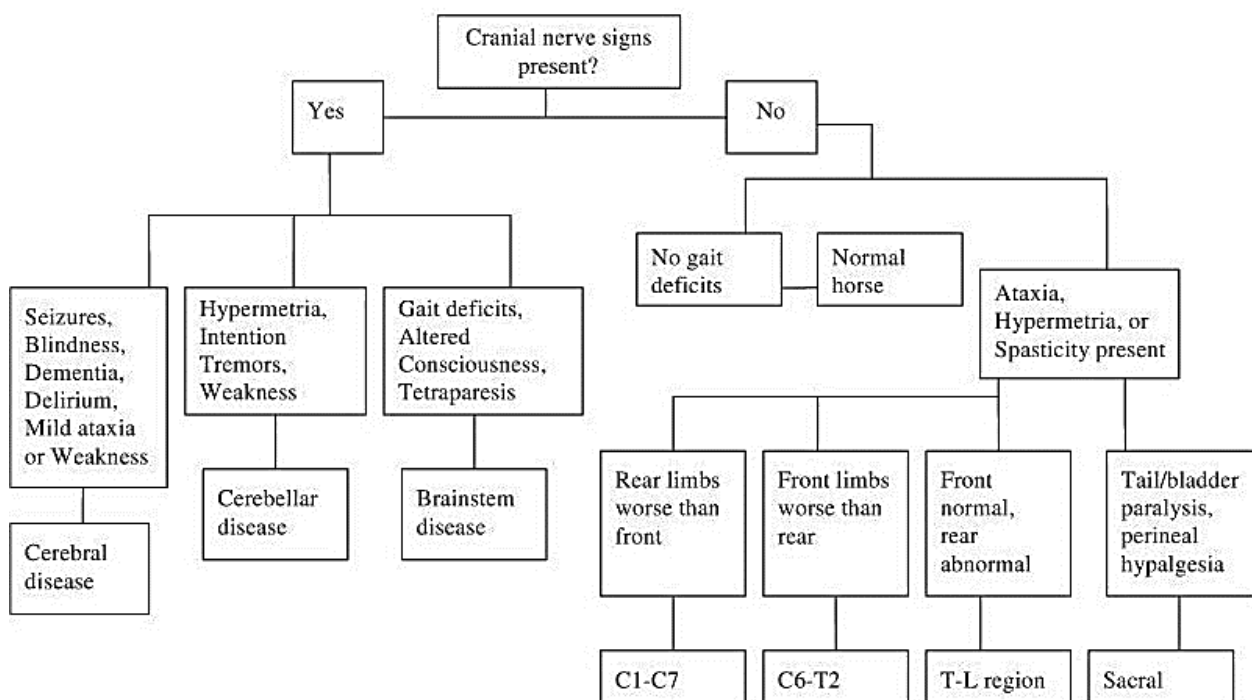 Cranial nerve signs
present?
Yes
No
No gait
deficits
Normal
horse
Seizures,
Blindness,
Dementia,
Delirium,
Mild ataxia
or Weakness
Hypermetria,
Intention
Tremors,
Weakness
Gait deficits,
Altered
Consciousness,
Tetraparesis
Ataxia,
Hypermetria, or
Spasticity present
Cerebral
disease
Cerebellar
disease
Brainstem
disease
Rear limbs
worse than
front
Front limbs
worse than
rear
Front
normal,
rear
abnormal
Tail/bladder
paralysis,
perineal
hypalgesia
C1-C7
C6-T2
T-L region
Sacral